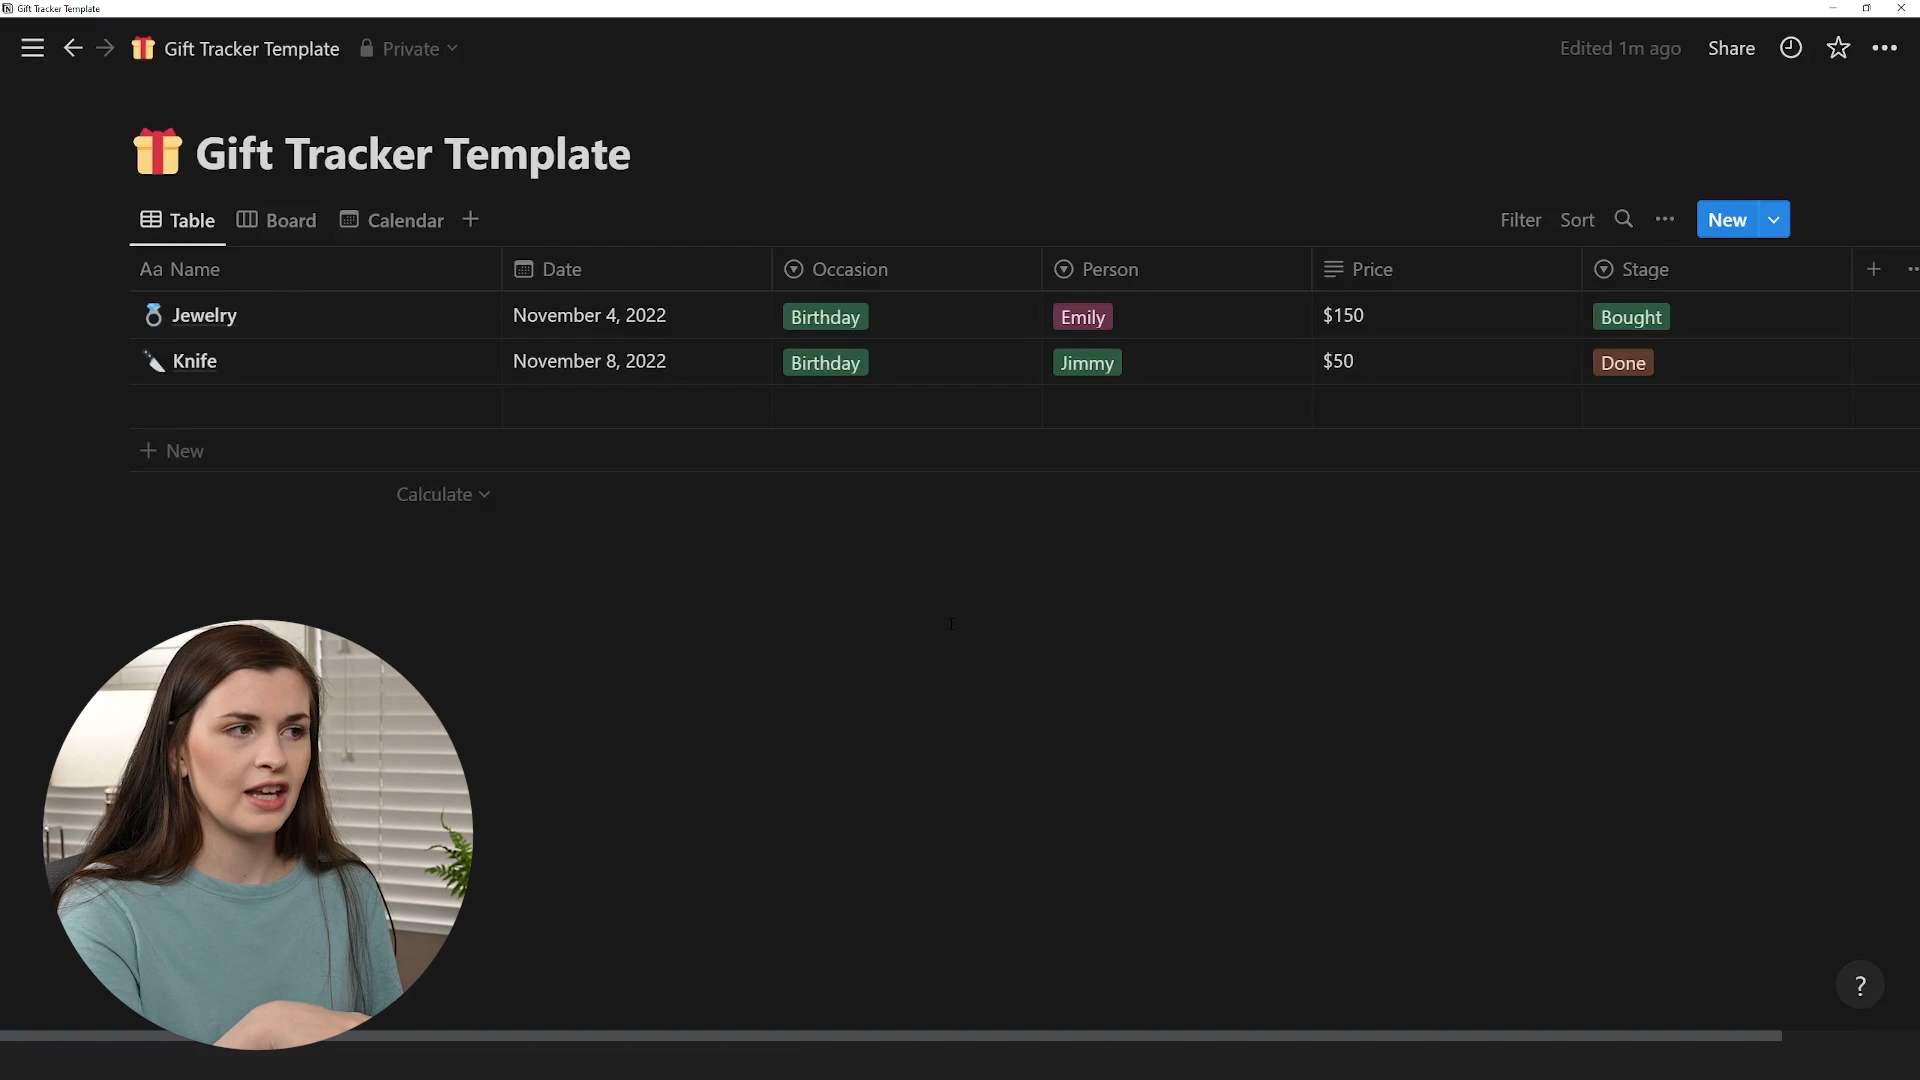 Gift Tracker Template
Gift Tracker Template Private Edited 1m ago Share
Gift Tracker Template
Table Board Calendar Filter Sort New
Aa Name Date Occasion Person Price Stage
Jewelry November 4, 2022 Birthday Emily $150 Bought
Knife November 8, 2022 Birthday Jimmy $50 Done
+ New
Calculate
?